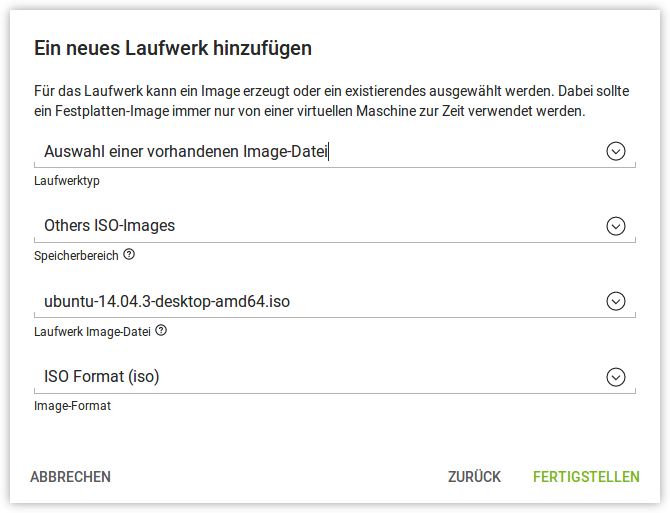 Ein neues Laufwerk hinzufügen
Für das Laufwerk kann ein Image erzeugt oder ein existierendes ausgewählt werden. Dabei sollte
ein Festplatten-Image immer nur von einer virtuellen Maschine zur Zeit verwendet werden.
Auswahl einer vorhandenen Image-Datei
Laufwerktyp
Others ISO-Images
Speicherbereich ?
ubuntu-14.04.3-desktop-amd64.iso
Laufwerk Image-Datei ?
ISO Format (iso)
Image-Format
ABBRECHEN ZURÜCK FERTIGSTELLEN